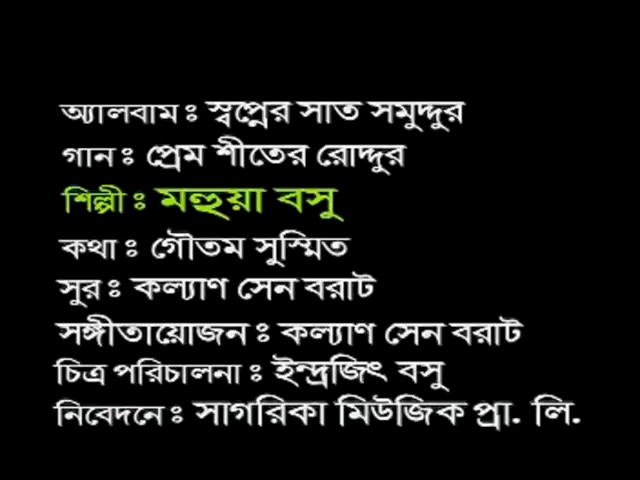 অ্যালবাম ঃ স্বপ্নের সাত সমুদ্দুর
গান ঃ প্রেম শীতের রোদ্দুর
শিল্পী ঃ মহুয়া বসু
কথা ঃ গৌতম সুস্মিত
সুর ঃ কল্যাণ সেন বরাট
সঙ্গীতায়োজন ঃ কল্যাণ সেন বরাট
চিত্র পরিচালনা ঃ ইন্দ্রজিৎ বসু
নিবেদনে ঃ সাগরিকা মিউজিক প্রা. লি.